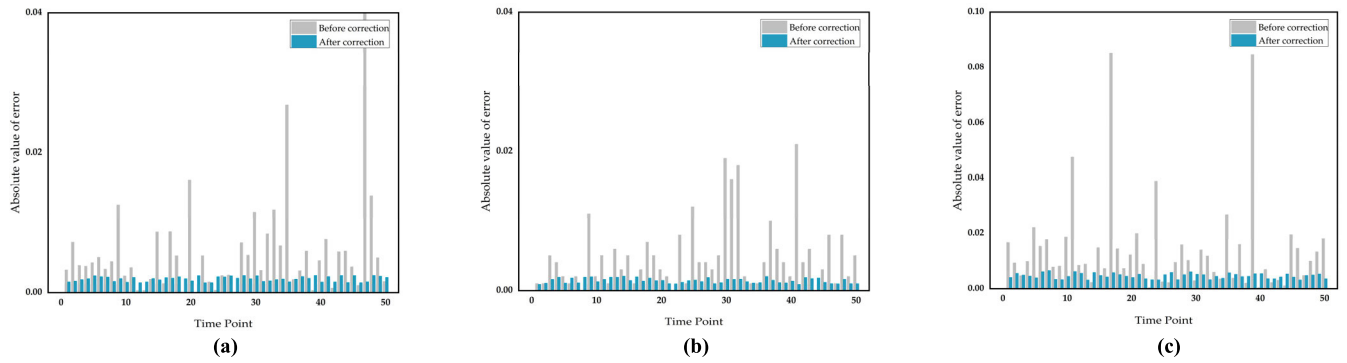 0.04
Before correction
After correction
Absolute value of error
0.02
0.00
0
10
20
30
40
50
Time Point
(a)
0.04
Before correction
After correction
Absolute value of error
0.02
0.00
0
10
20
30
40
50
Time Point
(b)
0.10
Before correction
After correction
0.08
Absolute value of error
0.06
0.04
0.02
0.00
0
10
20
30
40
50
Time Point
(c)